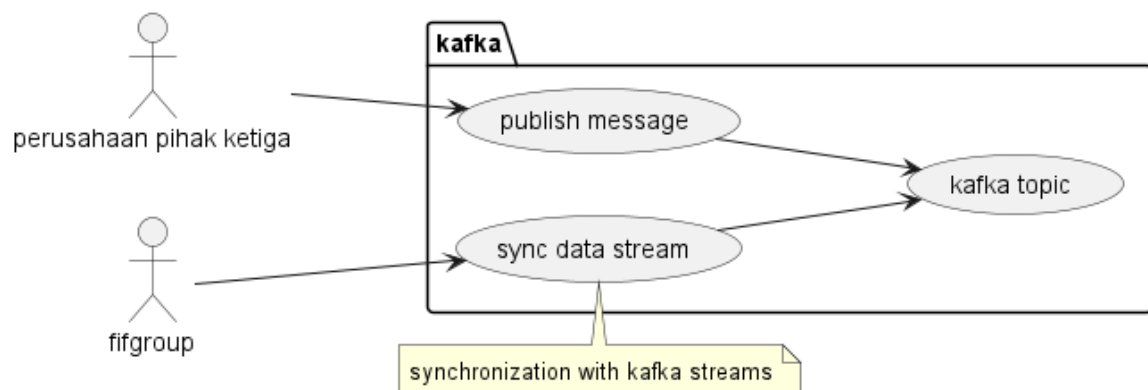 kafka
publish message
perusahaan pihak ketiga
kafka topic
sync data stream
fifgroup
synchronization with kafka streams